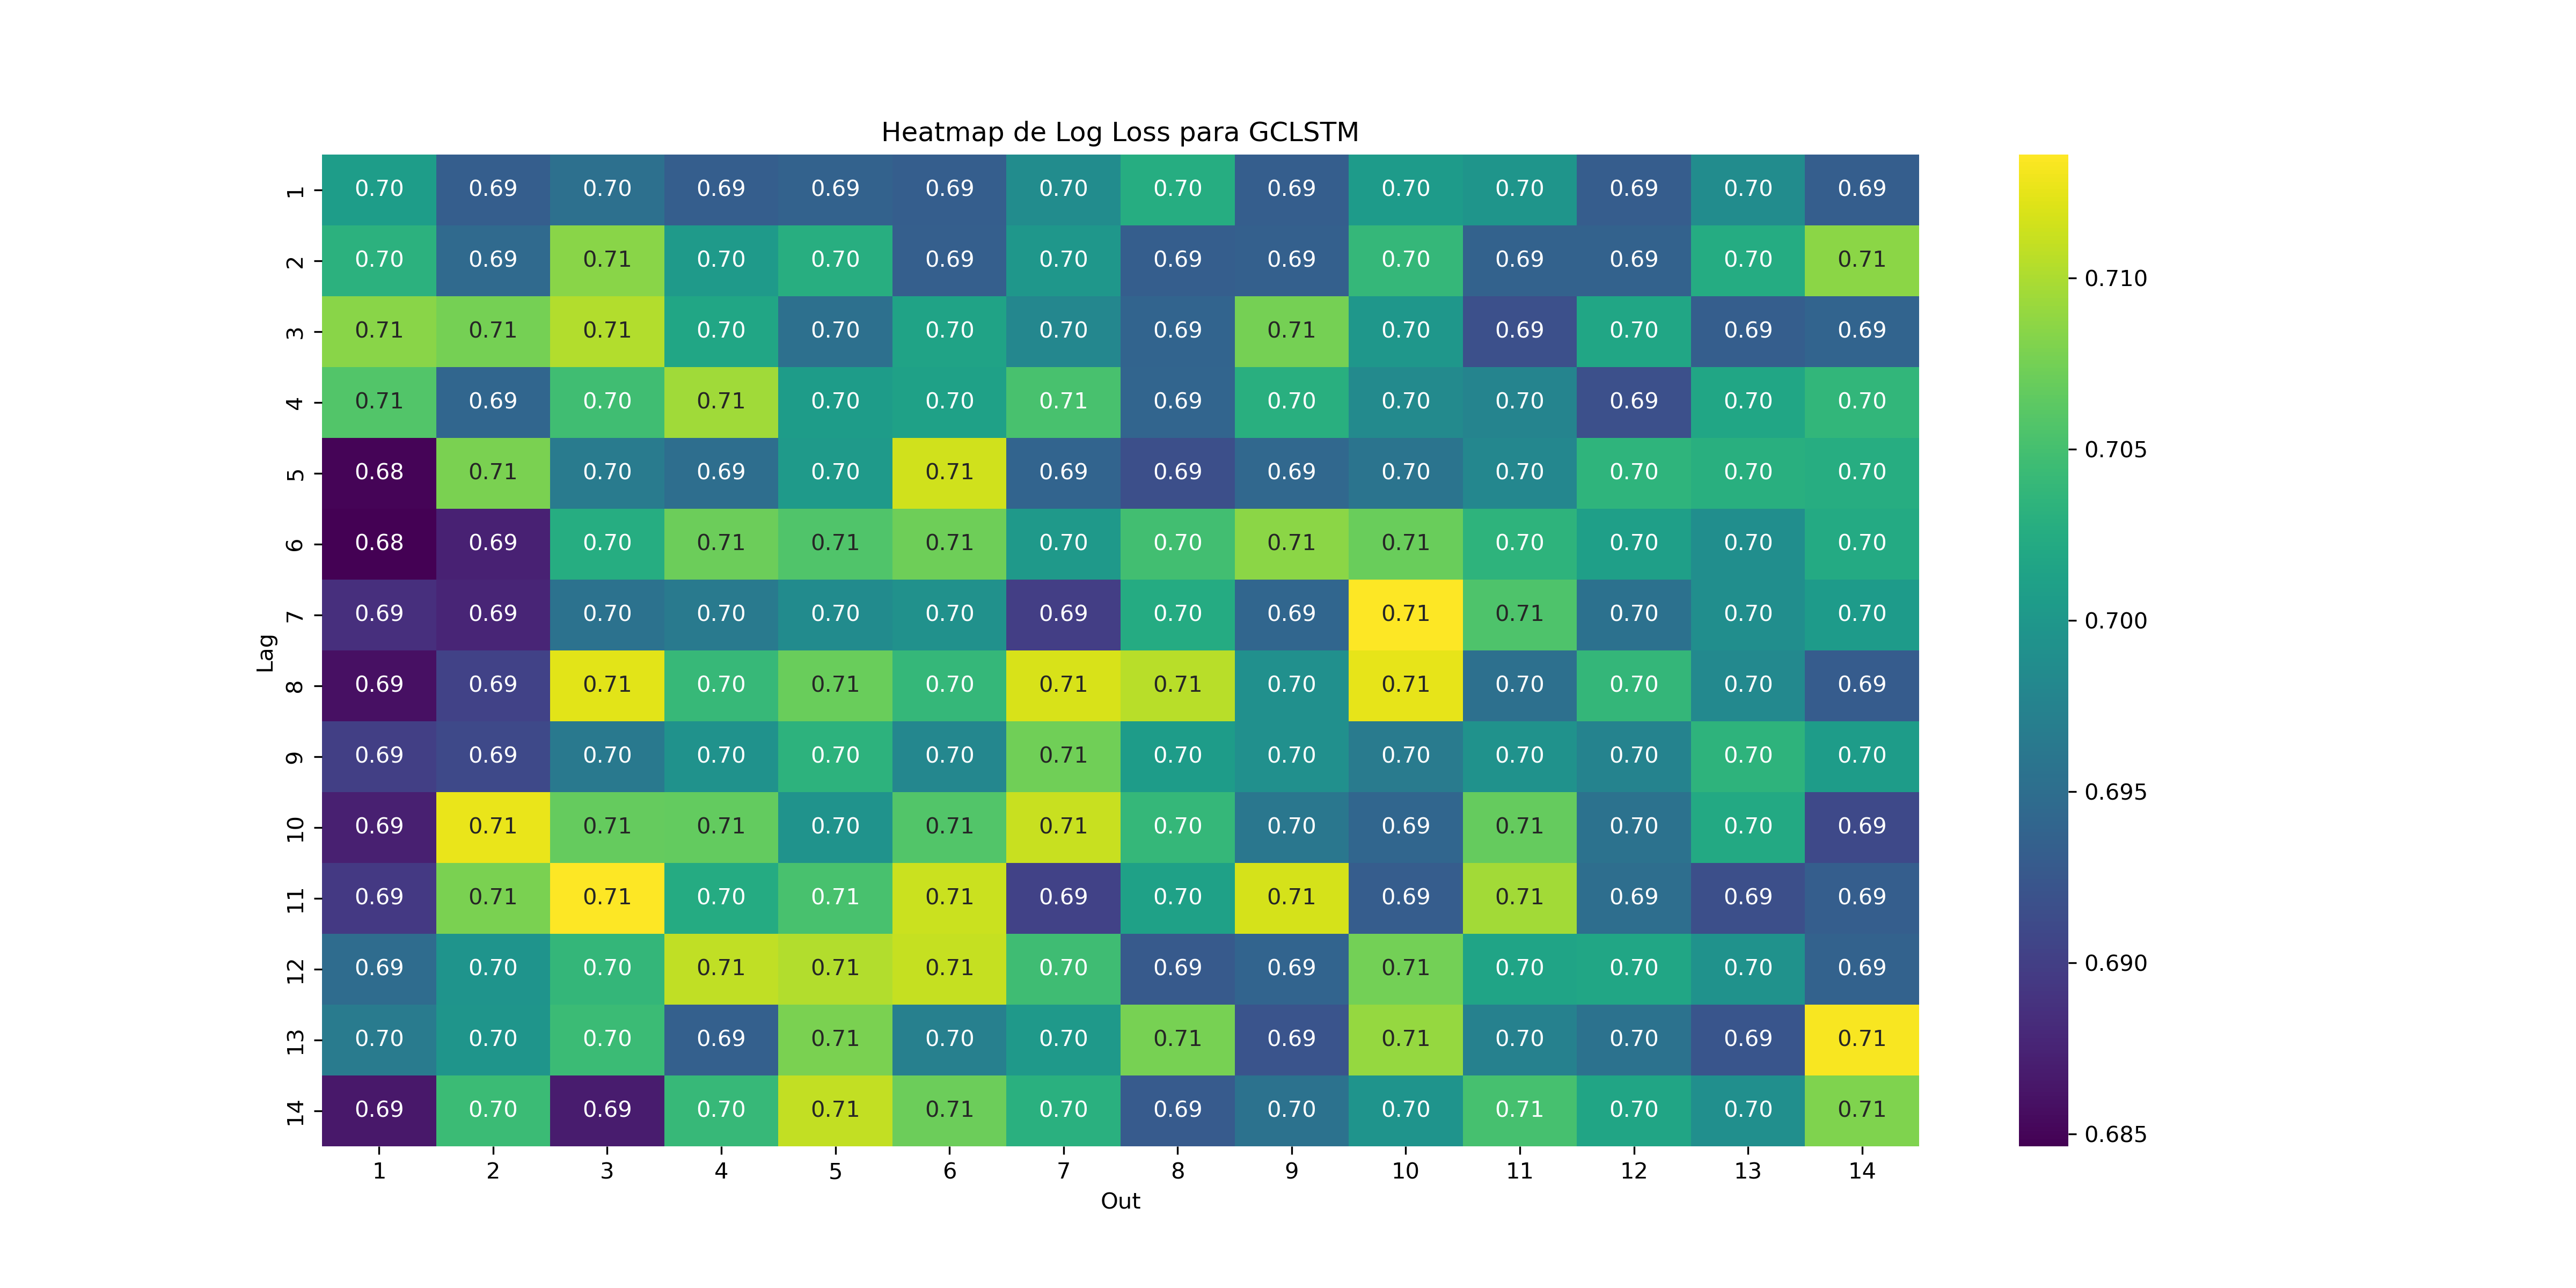 Heatmap de Log Loss para GCLSTM
1 0.70 0.69 0.70 0.69 0.69 0.69 0.70 0.70 0.69 0.70 0.70 0.69 0.70 0.69
2 0.70 0.69 0.71 0.70 0.70 0.69 0.70 0.69 0.69 0.70 0.69 0.69 0.70 0.71
3 0.71 0.71 0.71 0.70 0.70 0.70 0.70 0.69 0.71 0.70 0.69 0.70 0.69 0.69
4 0.71 0.69 0.70 0.71 0.70 0.70 0.71 0.69 0.70 0.70 0.70 0.69 0.70 0.70
5 0.68 0.71 0.70 0.69 0.70 0.71 0.69 0.69 0.69 0.70 0.70 0.70 0.70 0.70
6 0.68 0.69 0.70 0.71 0.71 0.71 0.70 0.70 0.71 0.71 0.70 0.70 0.70 0.70
7 0.69 0.69 0.70 0.70 0.70 0.70 0.69 0.70 0.69 0.71 0.71 0.70 0.70 0.70
8 0.69 0.69 0.71 0.70 0.71 0.70 0.71 0.71 0.70 0.71 0.70 0.70 0.70 0.69
9 0.69 0.69 0.70 0.70 0.70 0.70 0.71 0.70 0.70 0.70 0.70 0.70 0.70 0.70
10 0.69 0.71 0.71 0.71 0.70 0.71 0.71 0.70 0.70 0.69 0.71 0.70 0.70 0.69
11 0.69 0.71 0.71 0.70 0.71 0.71 0.69 0.70 0.71 0.69 0.71 0.69 0.69 0.69
12 0.69 0.70 0.70 0.71 0.71 0.71 0.70 0.69 0.69 0.71 0.70 0.70 0.70 0.69
13 0.70 0.70 0.70 0.69 0.71 0.70 0.70 0.71 0.69 0.71 0.70 0.70 0.69 0.71
14 0.69 0.70 0.69 0.70 0.71 0.71 0.70 0.69 0.70 0.70 0.71 0.70 0.70 0.71
1 2 3 4 5 6 7 8 9 10 11 12 13 14
Out
Lag
0.710
0.705
0.700
0.695
0.690
0.685